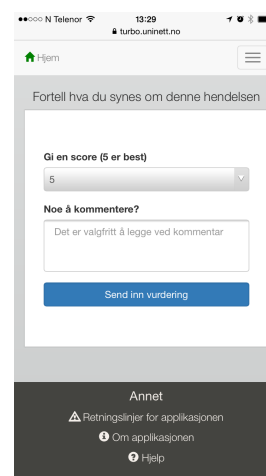 N Telenor 13:29
turbo.uninett.no
Hjem
Fortell hva du synes om denne hendelsen
Gi en score (5 er best)
5
Noe å kommentere?
Det er valgfritt å legge ved kommentar
Send inn vurdering
Annet
Retningslinjer for applikasjonen
Om applikasjonen
Hjelp